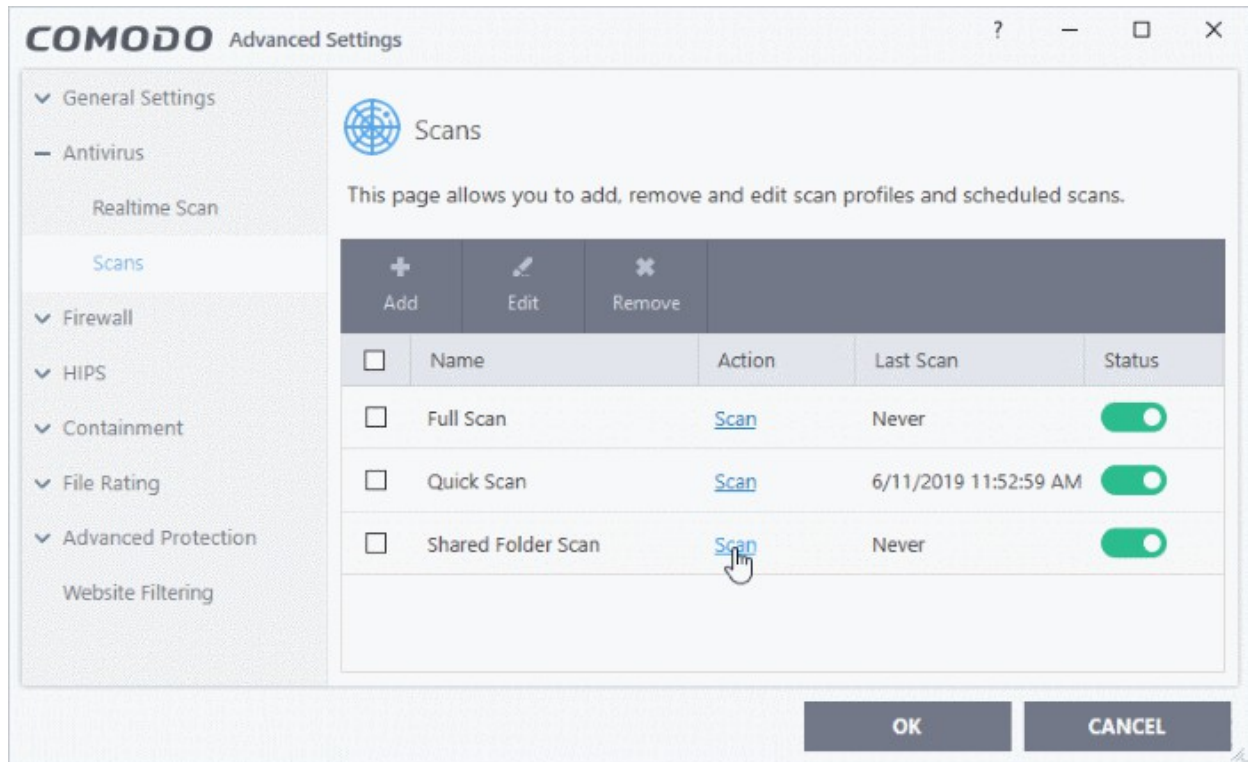 COMODO Advanced Settings ?
General Settings
Antivirus
Realtime Scan
Scans
Firewall
HIPS
Containment
File Rating
Advanced Protection
Website Filtering
Scans
This page allows you to add, remove and edit scan profiles and scheduled scans.
Add Edit Remove
Name Action Last Scan Status
Full Scan Scan Never
Quick Scan Scan 6/11/2019 11:52:59 AM
Shared Folder Scan Scan Never
OK CANCEL